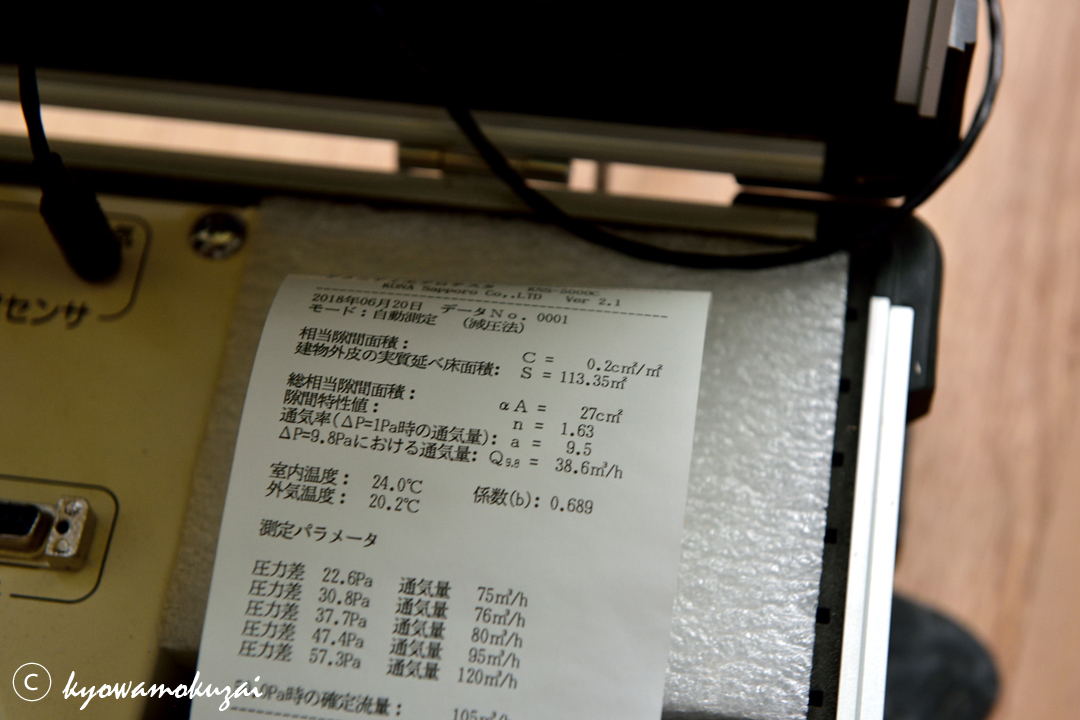 センサ
KONA Sapporo Co.,LTD Ver 2.1
2018年06月20日 データNo. 0001
モード：自動測定 (減圧法)
相当隙間面積： C = 0.2c㎡/㎡
建物外皮の実質延べ床面積: S = 113.35㎡
総相当隙間面積： αA = 27c㎡
隙間特性値： n = 1.63
通気率(ΔP=1Pa時の通気量): a = 9.5
ΔP=9.8Paにおける通気量: Q9.8 = 38.6m³/h
室内温度： 24.0℃
外気温度： 20.2℃ 係数(b): 0.689
測定パラメータ
圧力差 22.6Pa 通気量 75m³/h
圧力差 30.8Pa 通気量 76m³/h
圧力差 37.7Pa 通気量 80m³/h
圧力差 47.4Pa 通気量 95m³/h
圧力差 57.3Pa 通気量 120m³/h
0Pa時の確定流量： 105m³/h
© kyowamokuzai